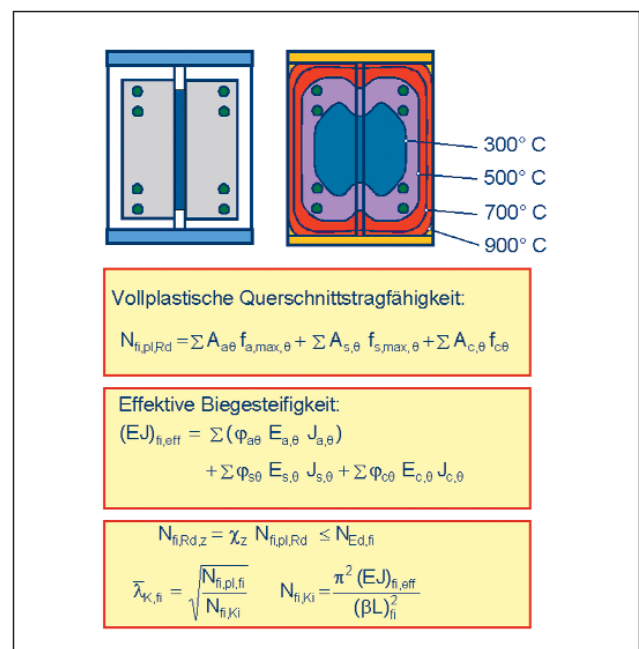 300° C
500° C
700° C
900° C
Vollplastische Querschnittstragfähigkeit:
N_fi,pl,Rd = Σ A_aθ f_a,max,θ + Σ A_s,θ f_s,max,θ + Σ A_c,θ f_cθ
Effektive Biegesteifigkeit:
(EJ)_fi,eff = Σ (φ_aθ E_a,θ J_a,θ)
+ Σ φ_sθ E_s,θ J_s,θ + Σ φ_cθ E_c,θ J_c,θ
N_fi,Rd,z = χ_z N_fi,pl,Rd ≤ N_Ed,fi
λ̅_K,fi = √(N_fi,pl,fi / N_fi,Ki) N_fi,Ki = π² (EJ)_fi,eff / (βL)²_fi